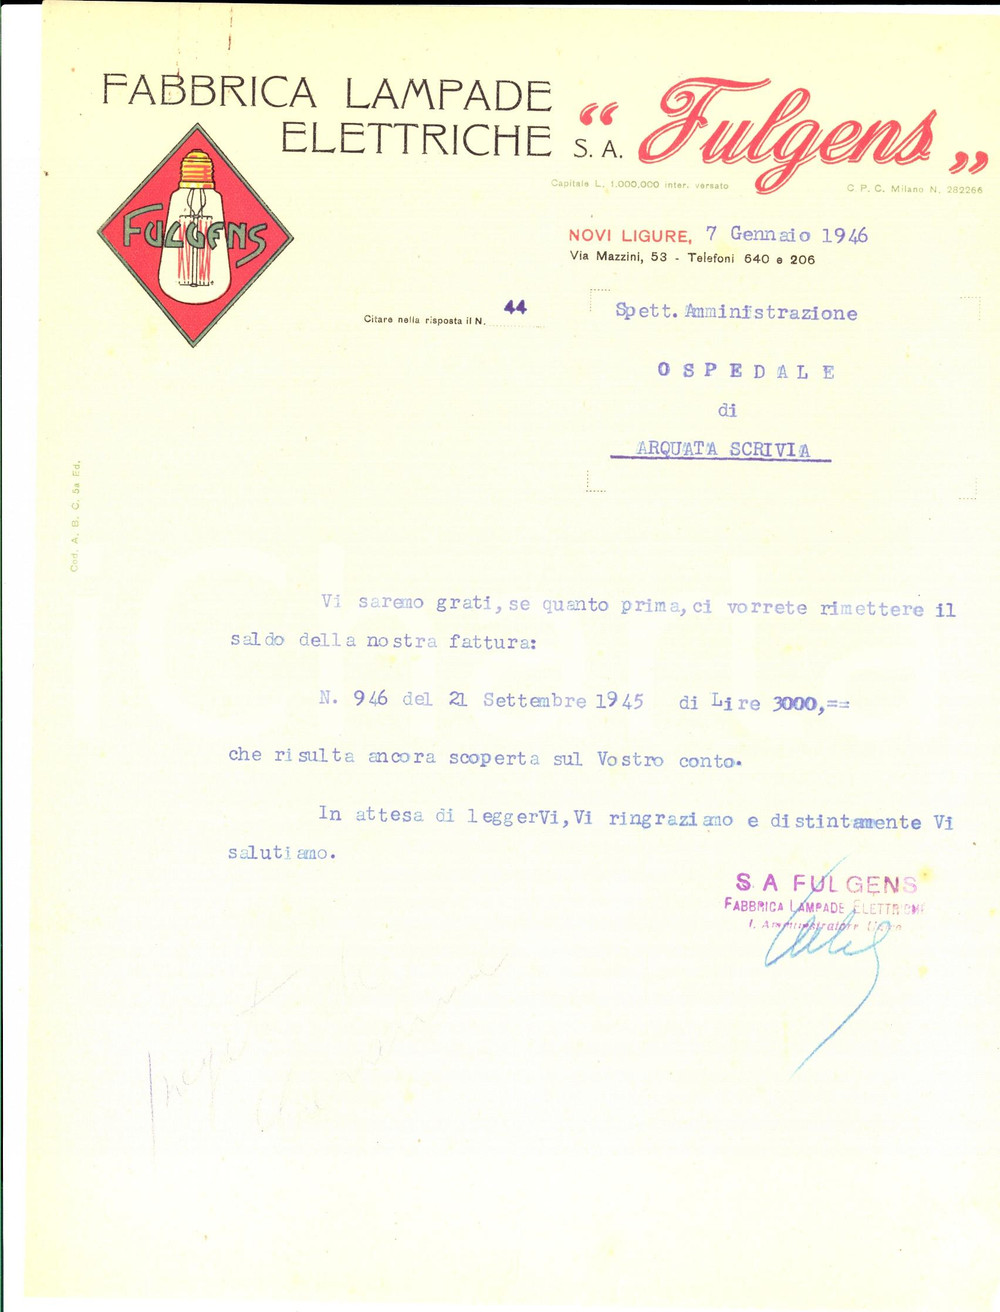 FABBRICA LAMPADE
ELETTRICHE S. A. “Fulgens„
Capitale L. 1,000,000 inter. versato
C. P. C. Milano N. 282266
FULGENS
NOVI LIGURE, 7 Gennaio 1946
Via Mazzini, 53 - Telefoni 640 e 206
Citare nella risposta il N. 44
Spett. Amministrazione
OSPEDALE
di
ARQUATA SCRIVIA
Cod. A. B. C. 5a Ed.
Vi saremo grati, se quanto prima, ci vorrete rimettere il
saldo della nostra fattura:
N. 946 del 21 Settembre 1945 di Lire 3000,==
che risulta ancora scoperta sul Vostro conto.
In attesa di leggerVi, Vi ringraziamo e distintamente Vi
salutiamo.
S A FULGENS
FABBRICA LAMPADE ELETTRICHE